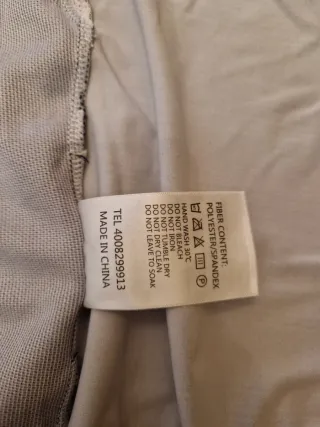 FIBER CONTENT:
POLYESTER/SPANDEX
HAND WASH 30℃
DO NOT BLEACH
DO NOT IRON
DO NOT TUMBLE DRY
DO NOT DRY CLEAN
DO NOT LEAVE TO SOAK
TEL 4008299913
MADE IN CHINA